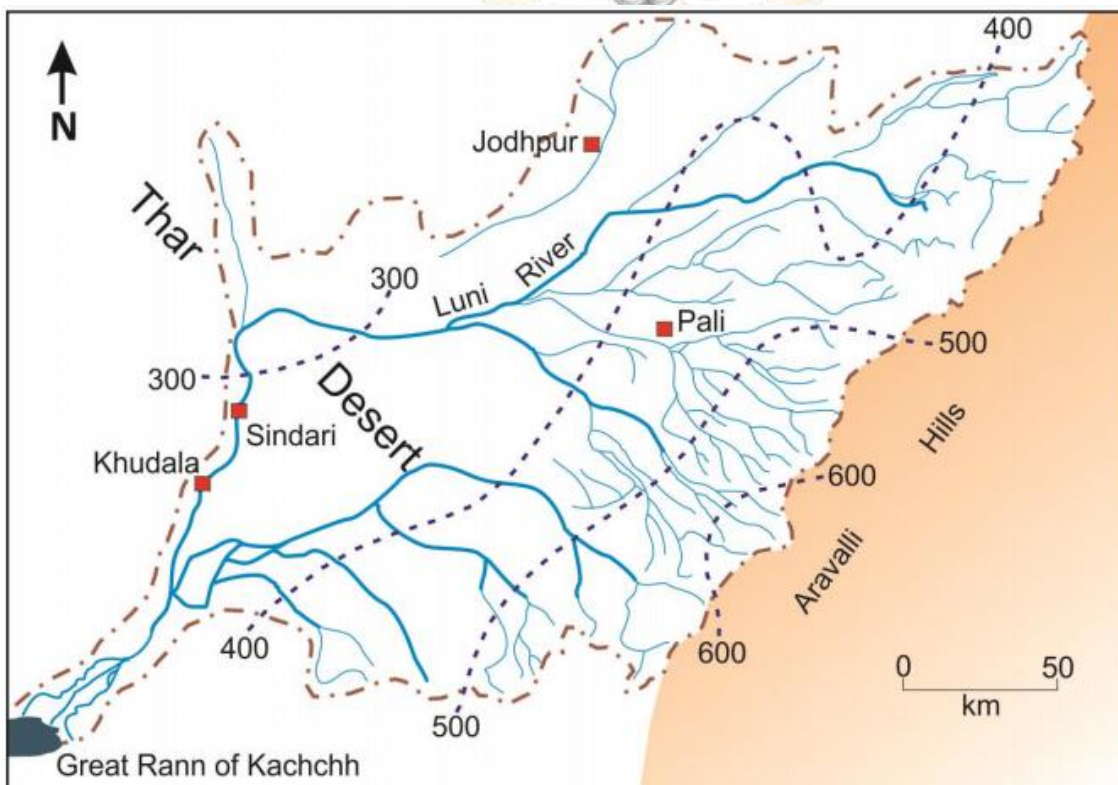 400
N
Jodhpur
Thar
300
Luni River
Pali
500
300
Desert
Sindari
Hills
Khudala
600
Aravalli
400
600
0 50
km
500
Great Rann of Kachchh